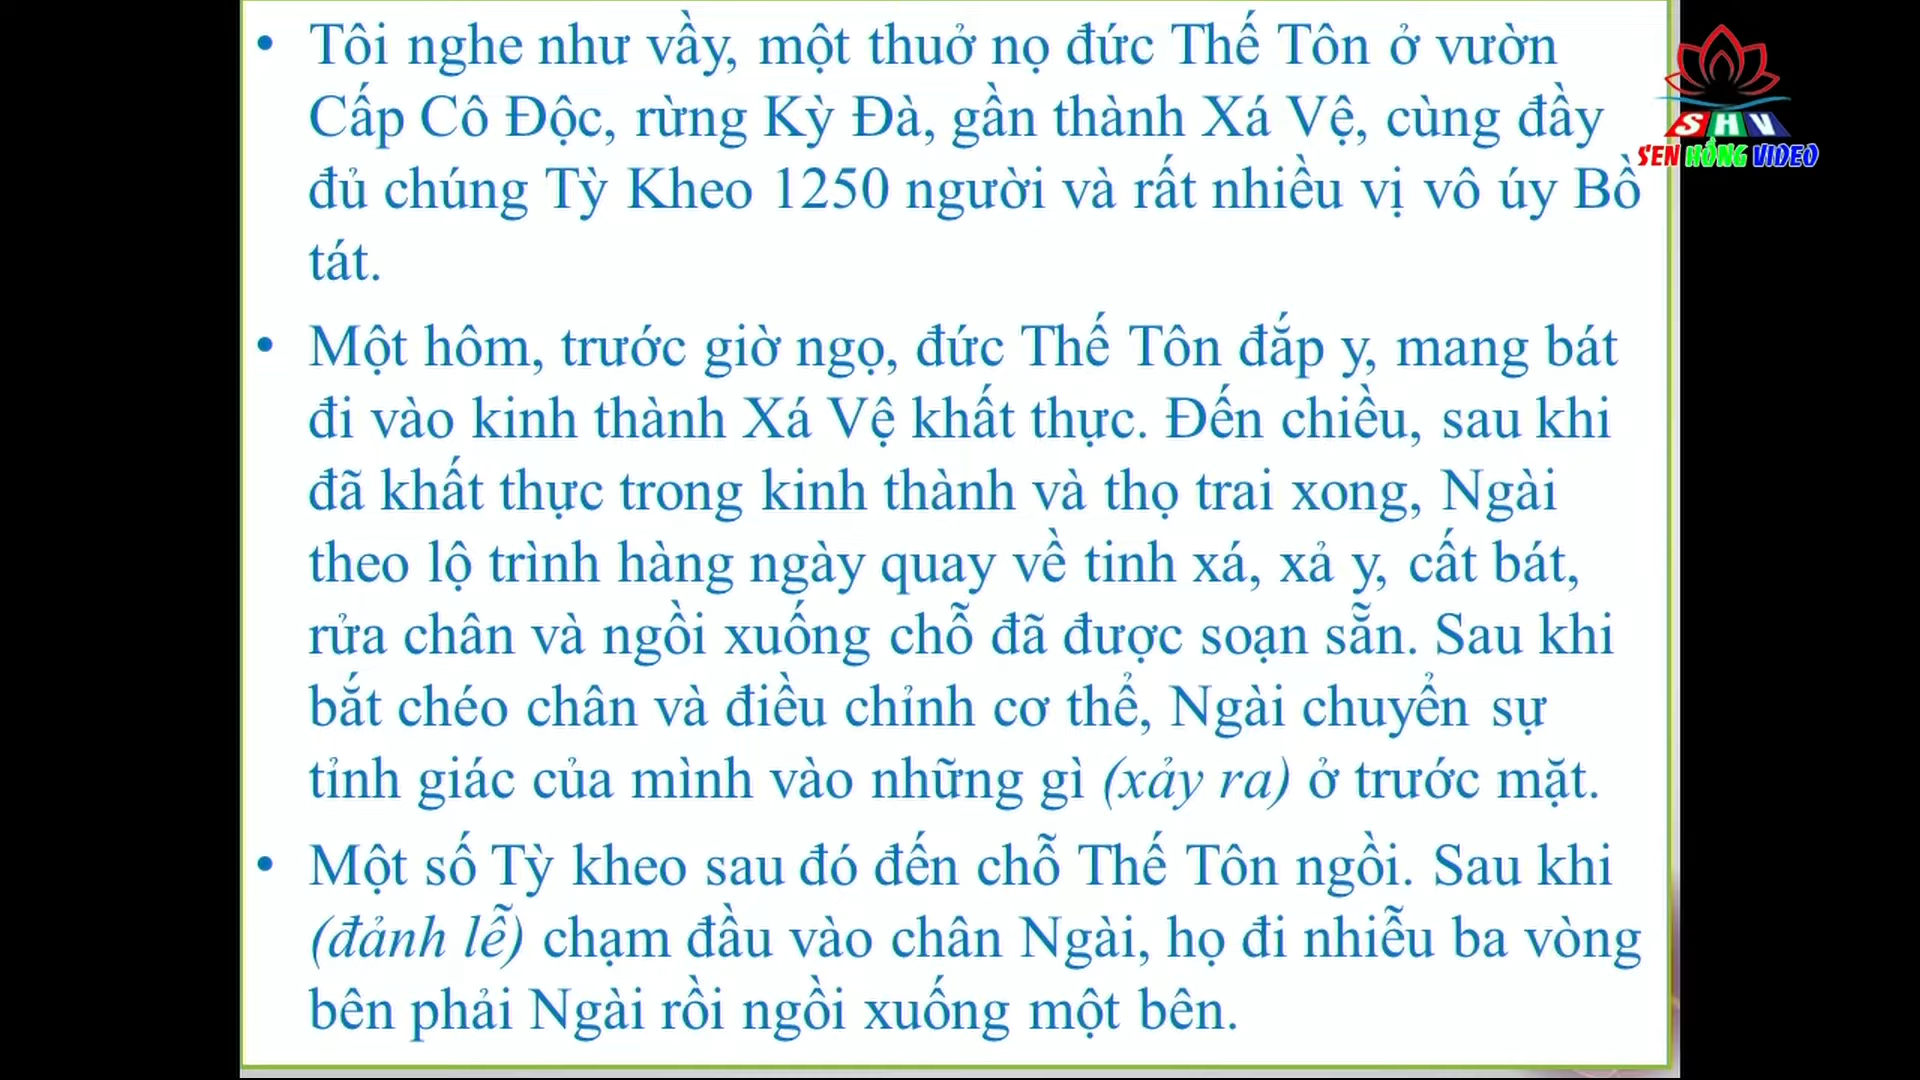 • Tôi nghe như vầy, một thuở nọ đức Thế Tôn ở vườn
Cấp Cô Độc, rừng Kỳ Đà, gần thành Xá Vệ, cùng đầy
đủ chúng Tỳ Kheo 1250 người và rất nhiều vị vô úy Bồ
tát.
• Một hôm, trước giờ ngọ, đức Thế Tôn đắp y, mang bát
đi vào kinh thành Xá Vệ khất thực. Đến chiều, sau khi
đã khất thực trong kinh thành và thọ trai xong, Ngài
theo lộ trình hàng ngày quay về tinh xá, xả y, cất bát,
rửa chân và ngồi xuống chỗ đã được soạn sẵn. Sau khi
bắt chéo chân và điều chỉnh cơ thể, Ngài chuyển sự
tỉnh giác của mình vào những gì (xảy ra) ở trước mặt.
• Một số Tỳ kheo sau đó đến chỗ Thế Tôn ngồi. Sau khi
(đảnh lễ) chạm đầu vào chân Ngài, họ đi nhiễu ba vòng
bên phải Ngài rồi ngồi xuống một bên.
SHV
SEN HỒNG VIDEO